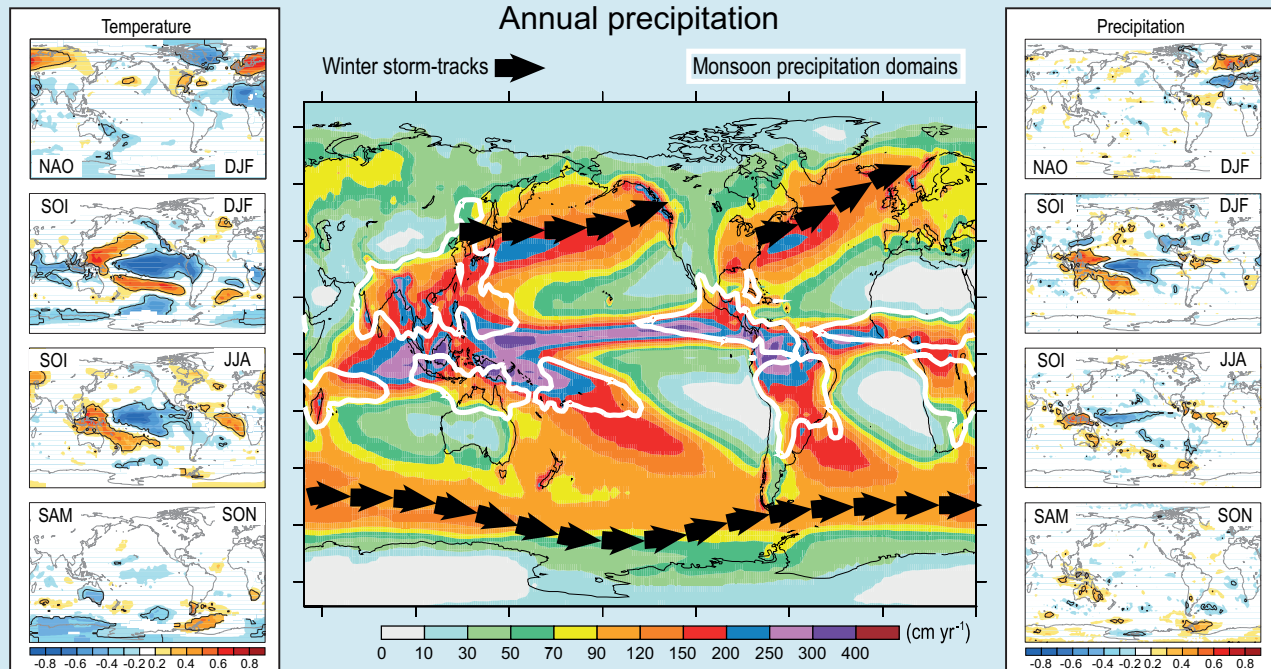 Annual precipitation
Winter storm-tracks
Monsoon precipitation domains
Temperature
NAO DJF
SOI DJF
SOI JJA
SAM SON
-0.8 -0.6 -0.4 -0.2 0.2 0.4 0.6 0.8
0 10 30 50 70 90 120 150 200 250 300 400
(cm yr-1)
Precipitation
NAO DJF
SOI DJF
SOI JJA
SAM SON
-0.8 -0.6 -0.4 -0.2 0.2 0.4 0.6 0.8